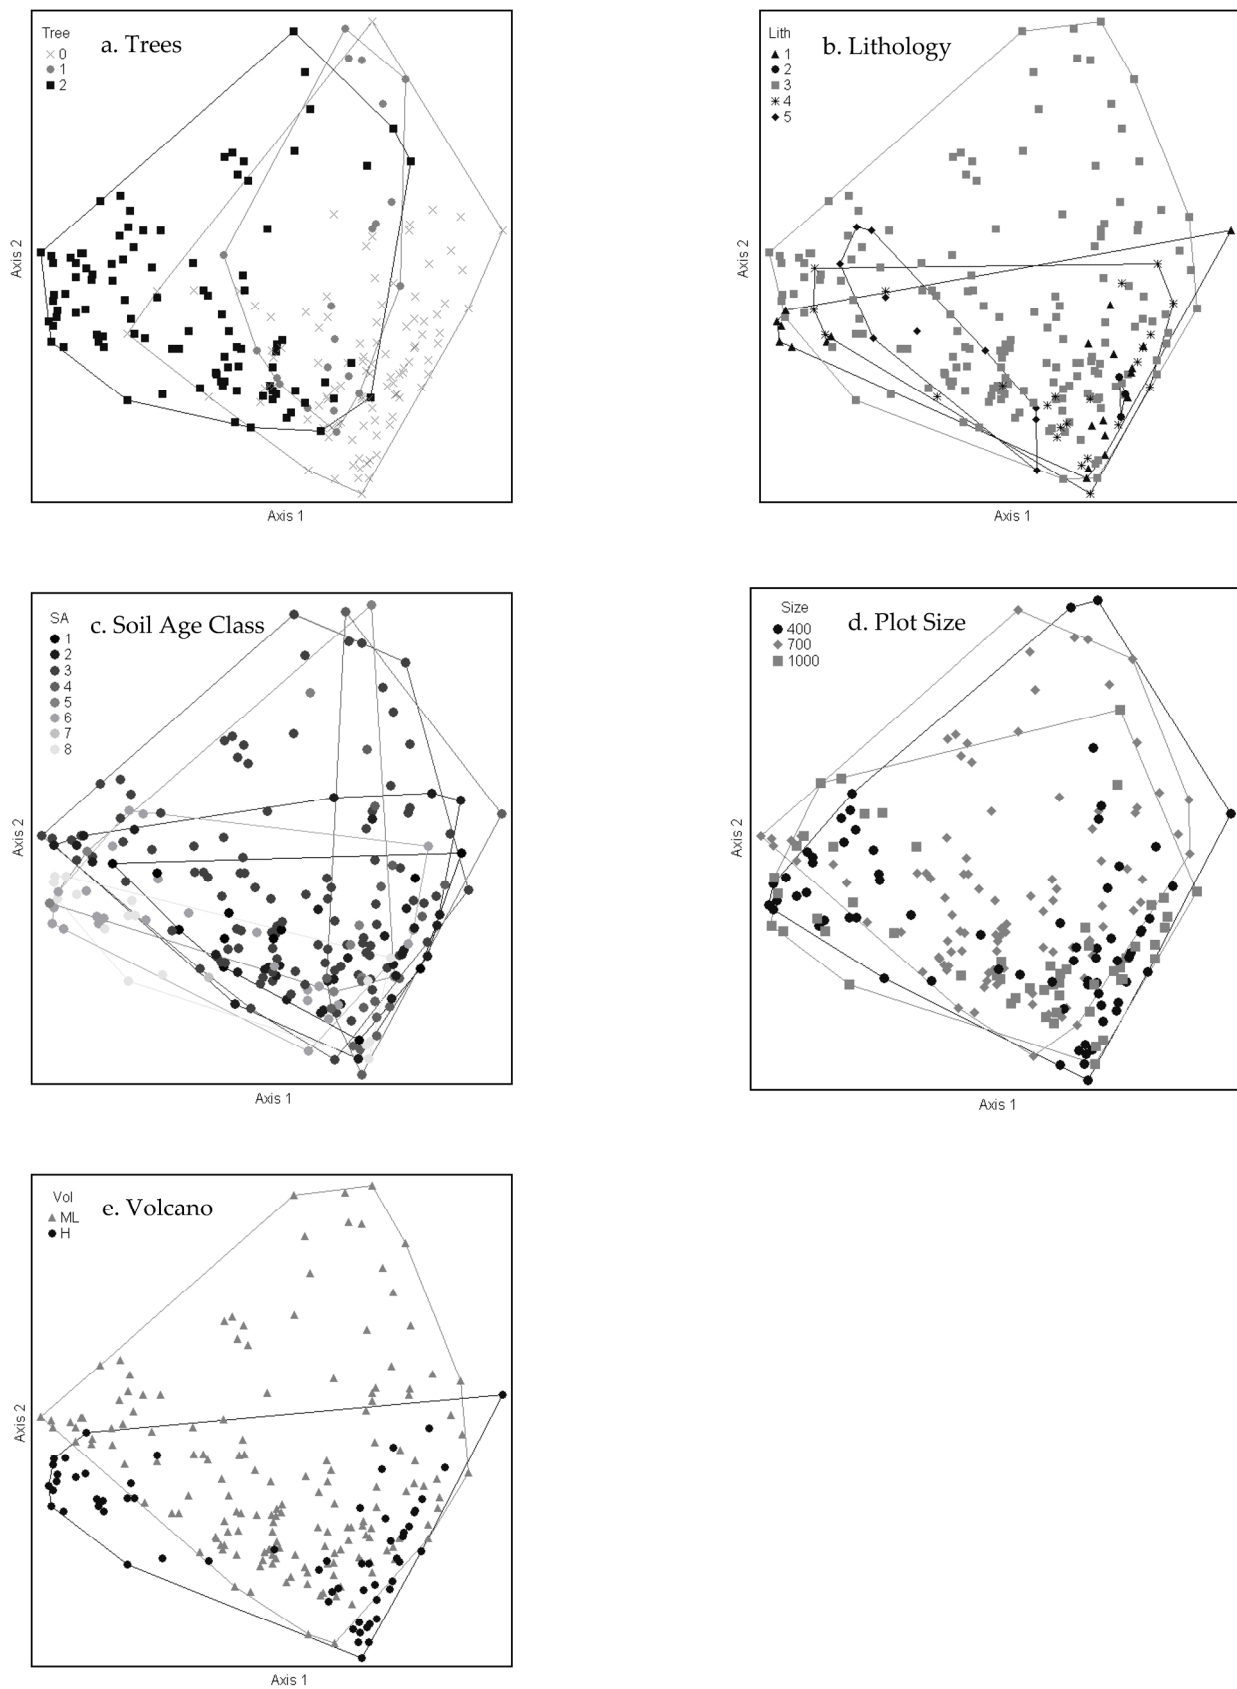 Tree
0
1
2
a. Trees
Axis 2
Axis 1
Lith
1
2
3
4
5
b. Lithology
Axis 2
Axis 1
SA
1
2
3
4
5
6
7
8
c. Soil Age Class
Axis 2
Axis 1
Size
400
700
1000
d. Plot Size
Axis 2
Axis 1
Vol
ML
H
e. Volcano
Axis 2
Axis 1